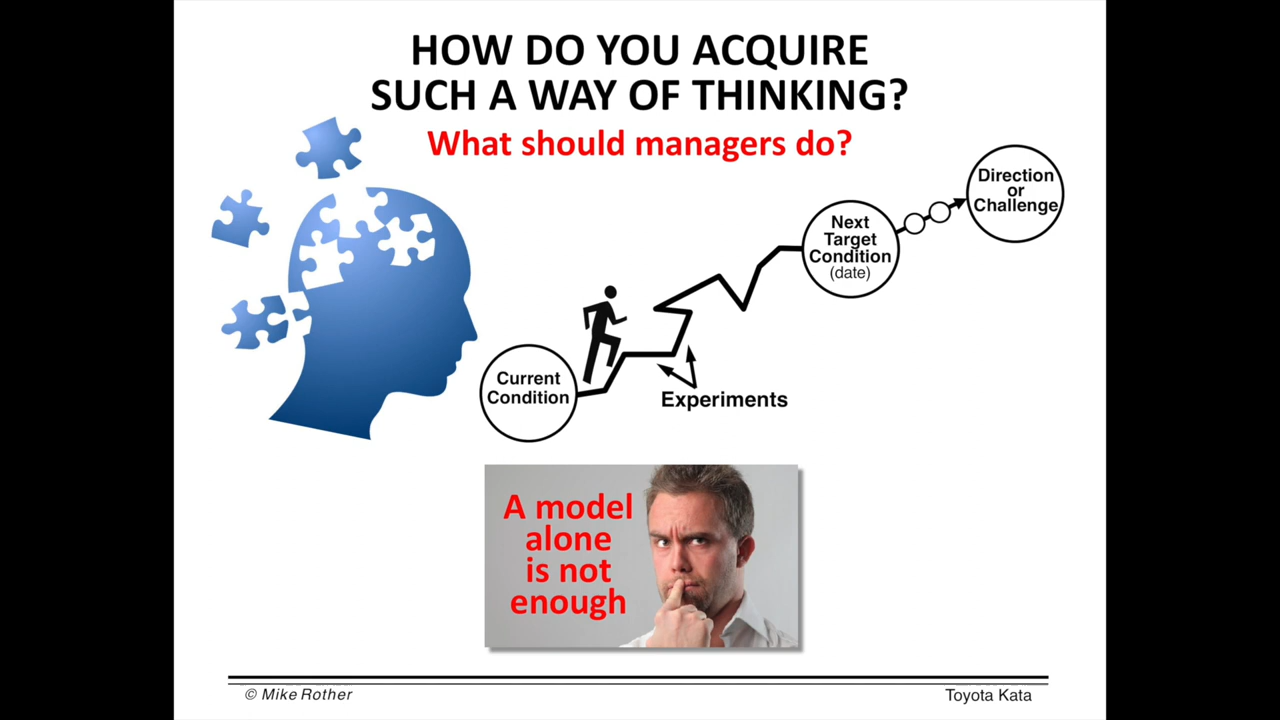 HOW DO YOU ACQUIRE
SUCH A WAY OF THINKING?
What should managers do?
Direction
or
Challenge
Next
Target
Condition
(date)
Current
Condition
Experiments
A model
alone
is not
enough
© Mike Rother
Toyota Kata